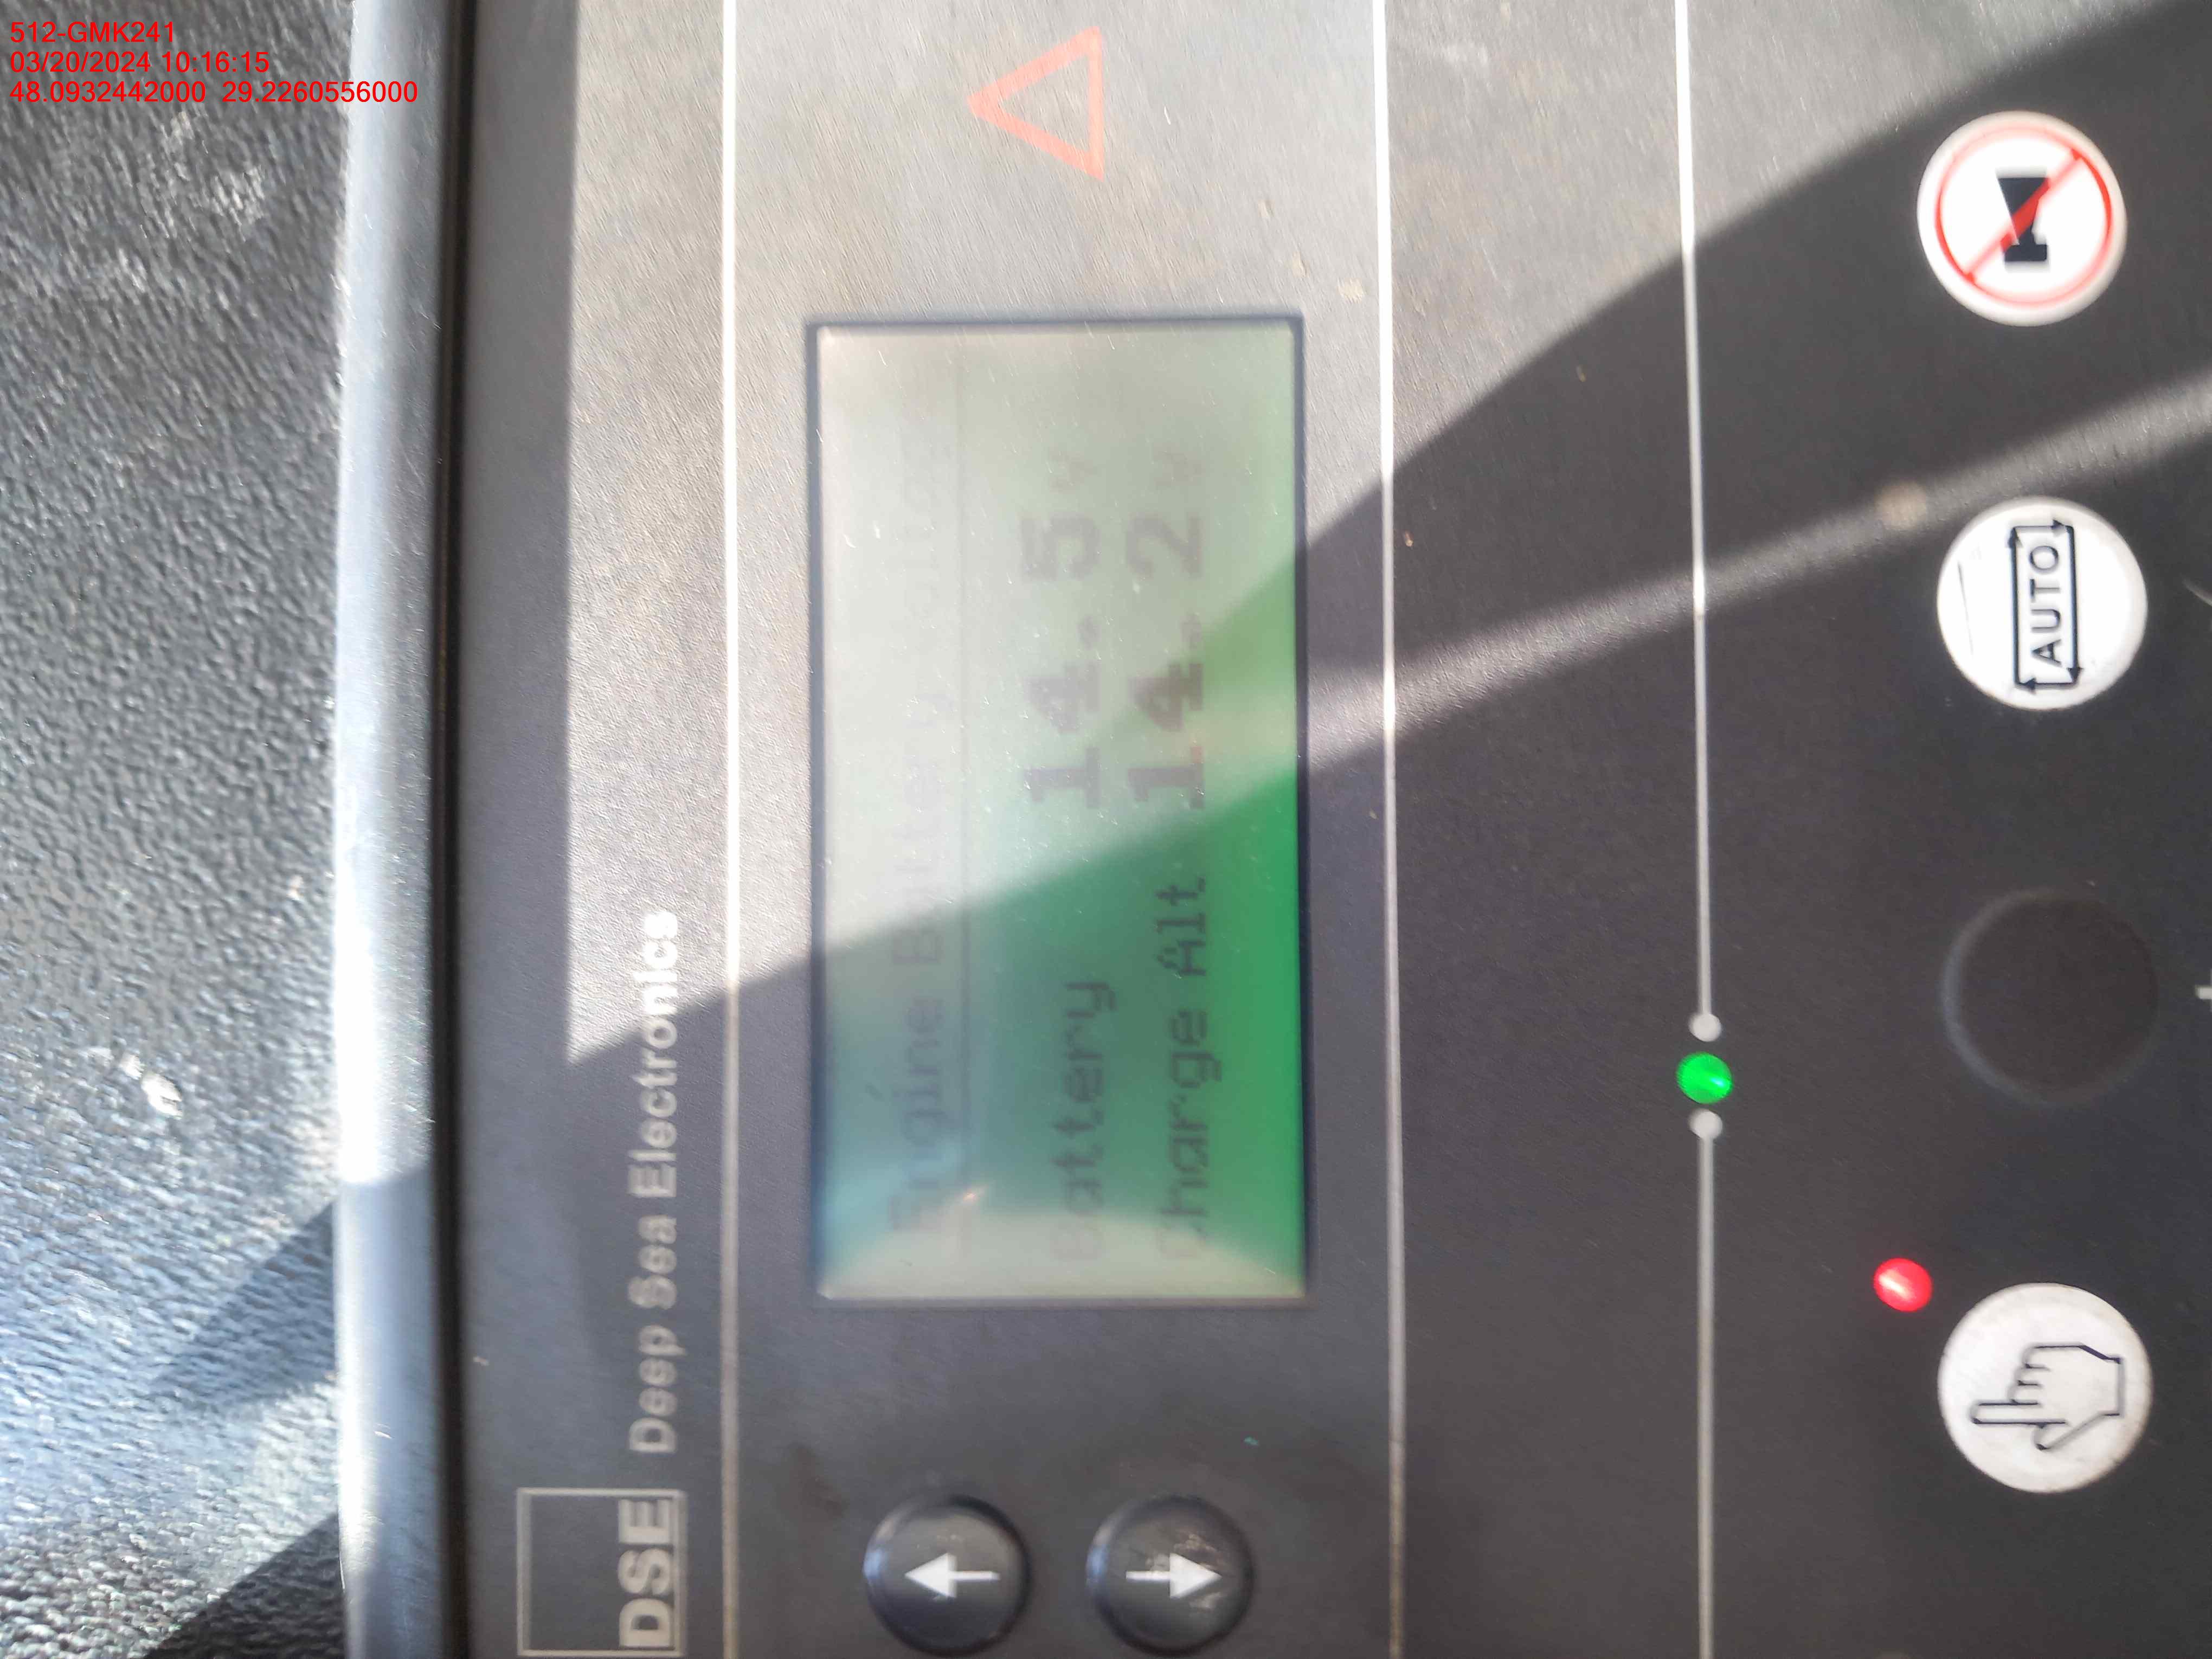 512-GMK241
03/20/2024 10:16:15
48.0932442000 29.2260556000
DSE Deep Sea Electronics
Engine Battery
Battery 14.5v
Charge Alt 14.2v
AUTO